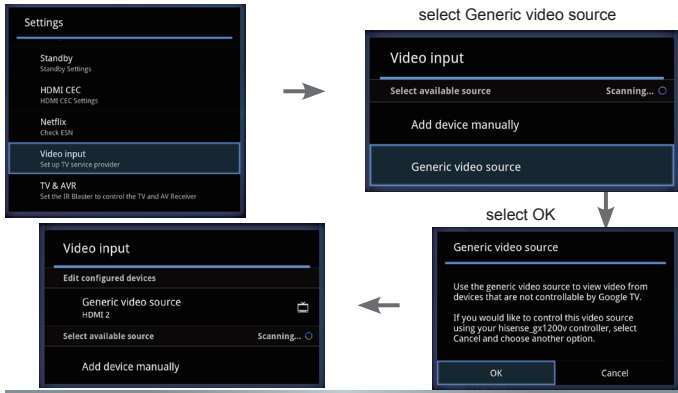 Settings
Standby
Standby Settings
HDMI CEC
HDMI CEC Settings
Netflix
Check ESN
Video input
Set up TV service provider
TV & AVR
Set the IR Blaster to control the TV and AV Receiver
select Generic video source
Video input
Select available source Scanning...
Add device manually
Generic video source
select OK
Generic video source
Use the generic video source to view video from
devices that are not controllable by Google TV.
If you would like to control this video source
using your hisense_gx1200v controller, select
Cancel and choose another option.
OK Cancel
Video input
Edit configured devices
Generic video source
HDMI 2
Select available source Scanning...
Add device manually